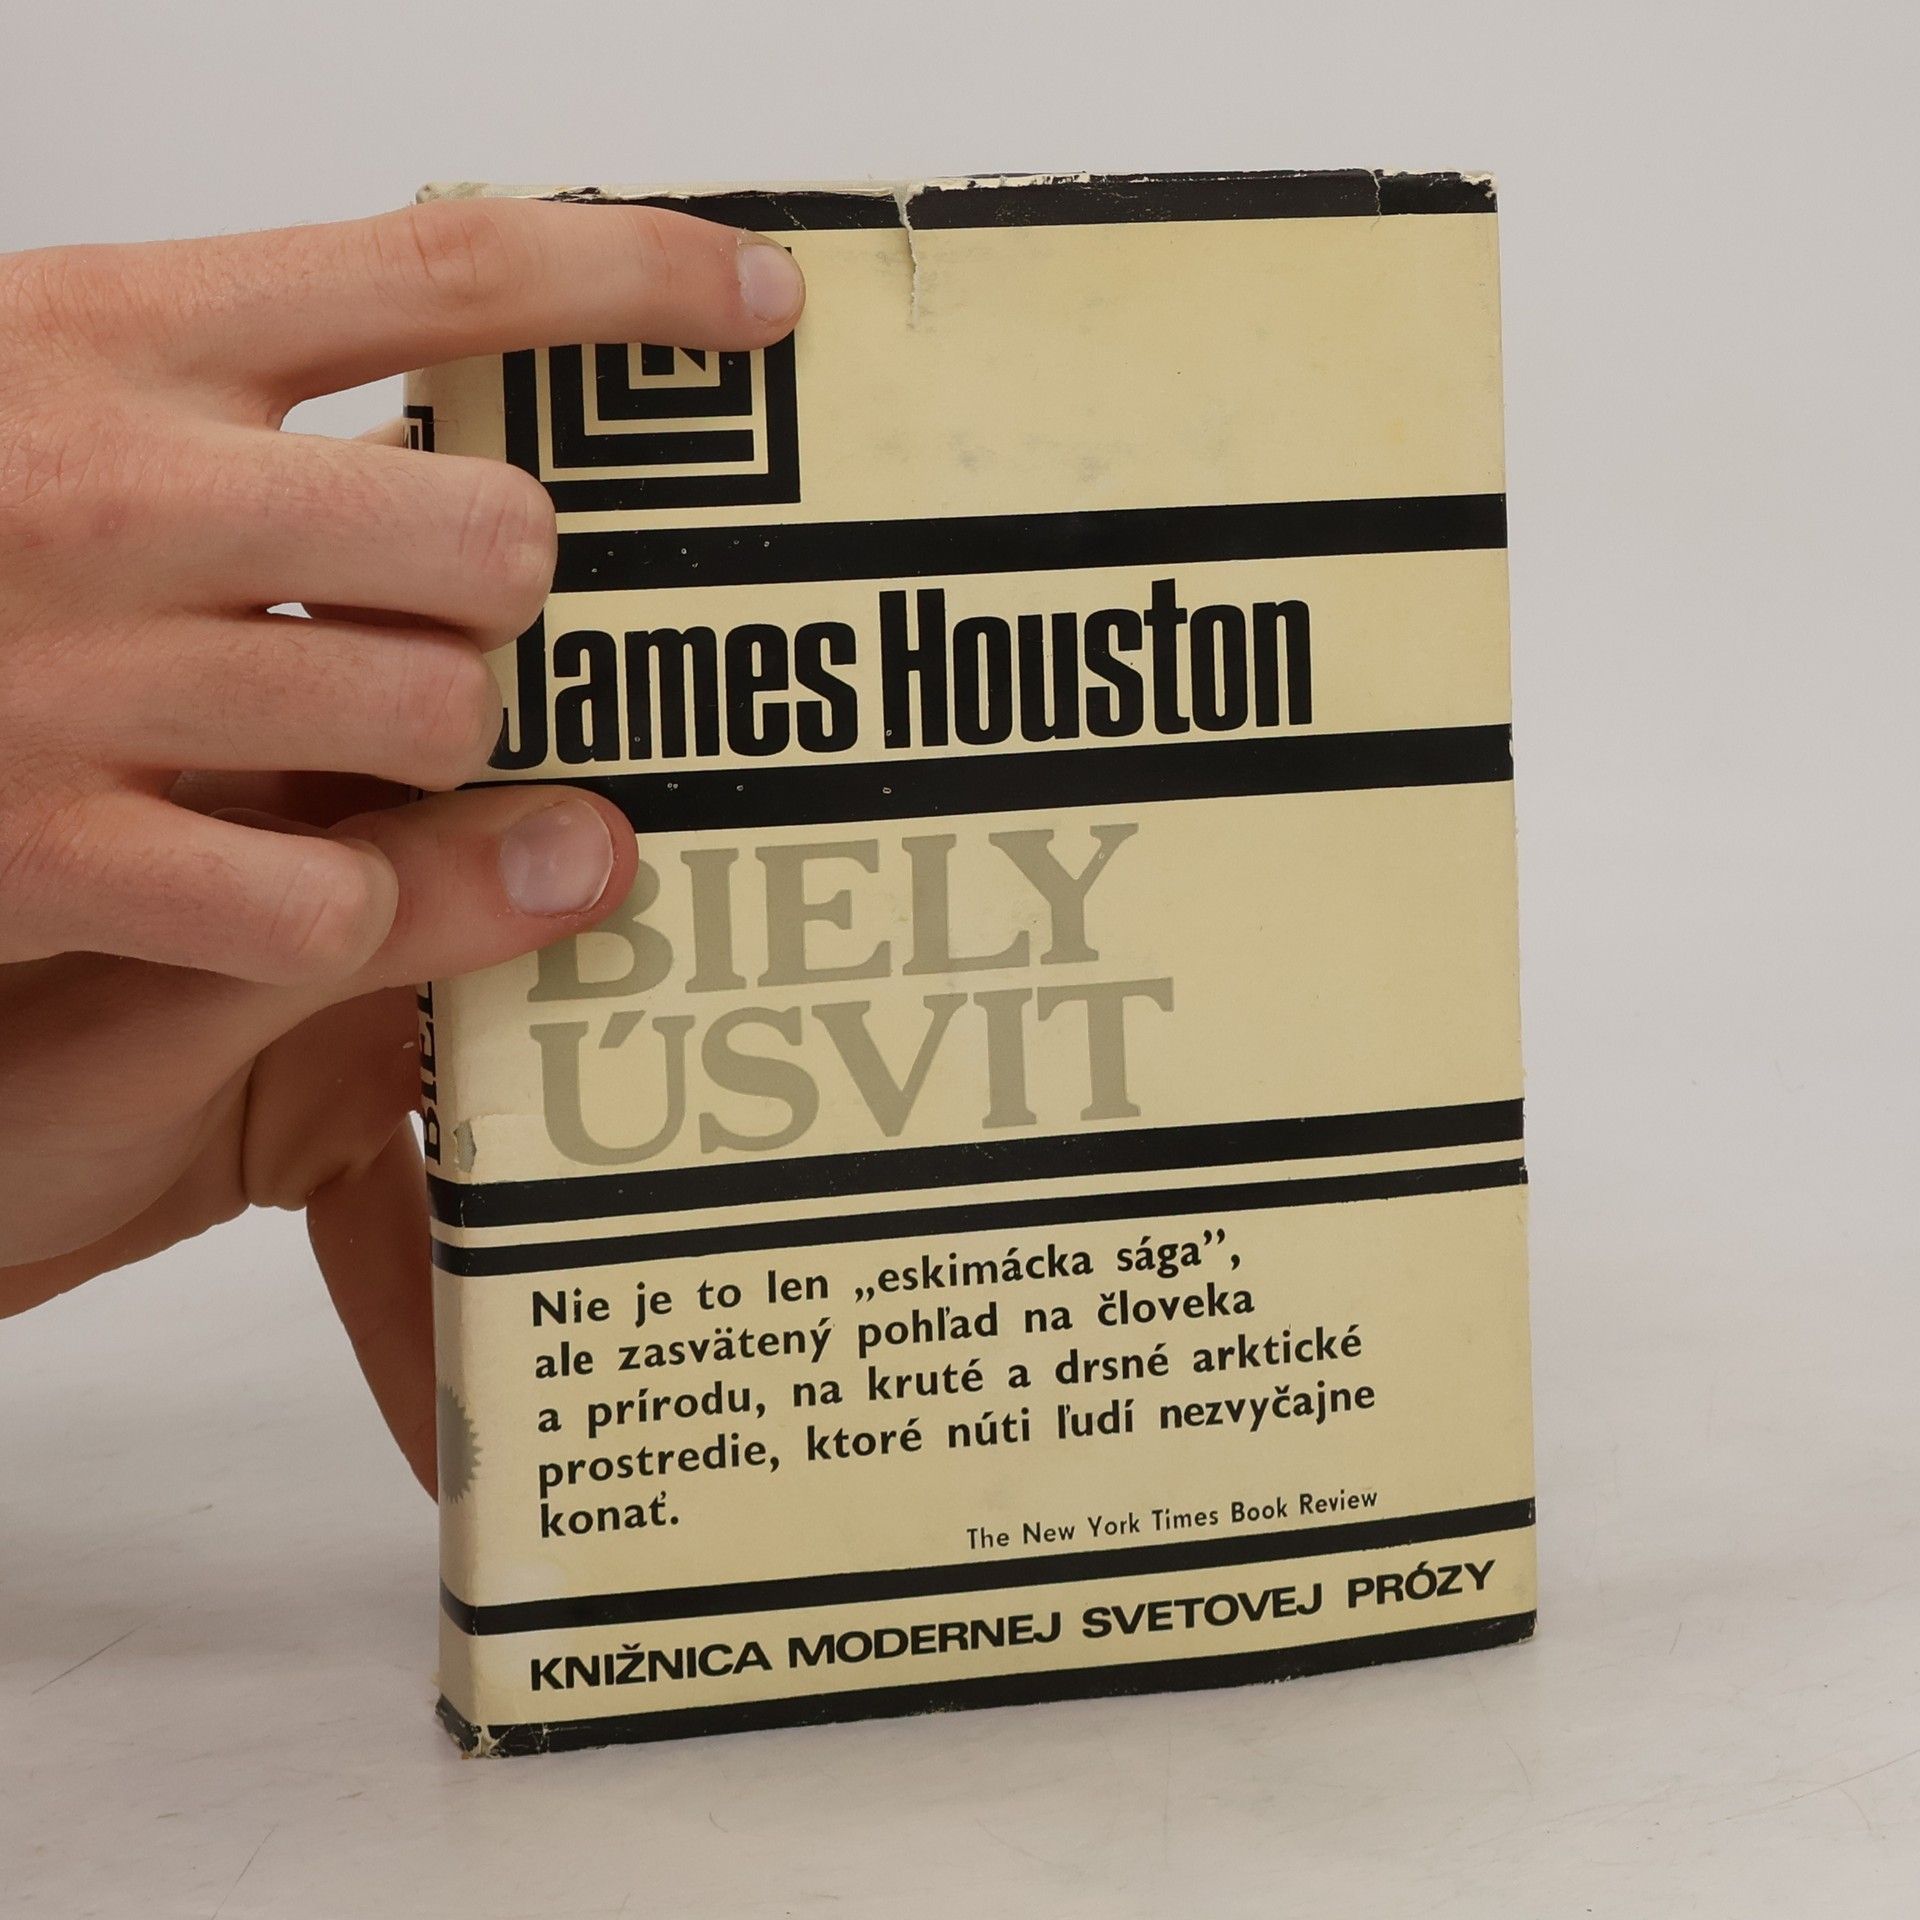 James Houston
BIELY
ÚSVIT
Nie je to len „eskimácka sága”,
ale zasvätený pohľad na človeka
a prírodu, na kruté a drsné arktické
prostredie, ktoré núti ľudí nezvyčajne
konať.
The New York Times Book Review
KNIŽNICA MODERNEJ SVETOVEJ PRÓZY